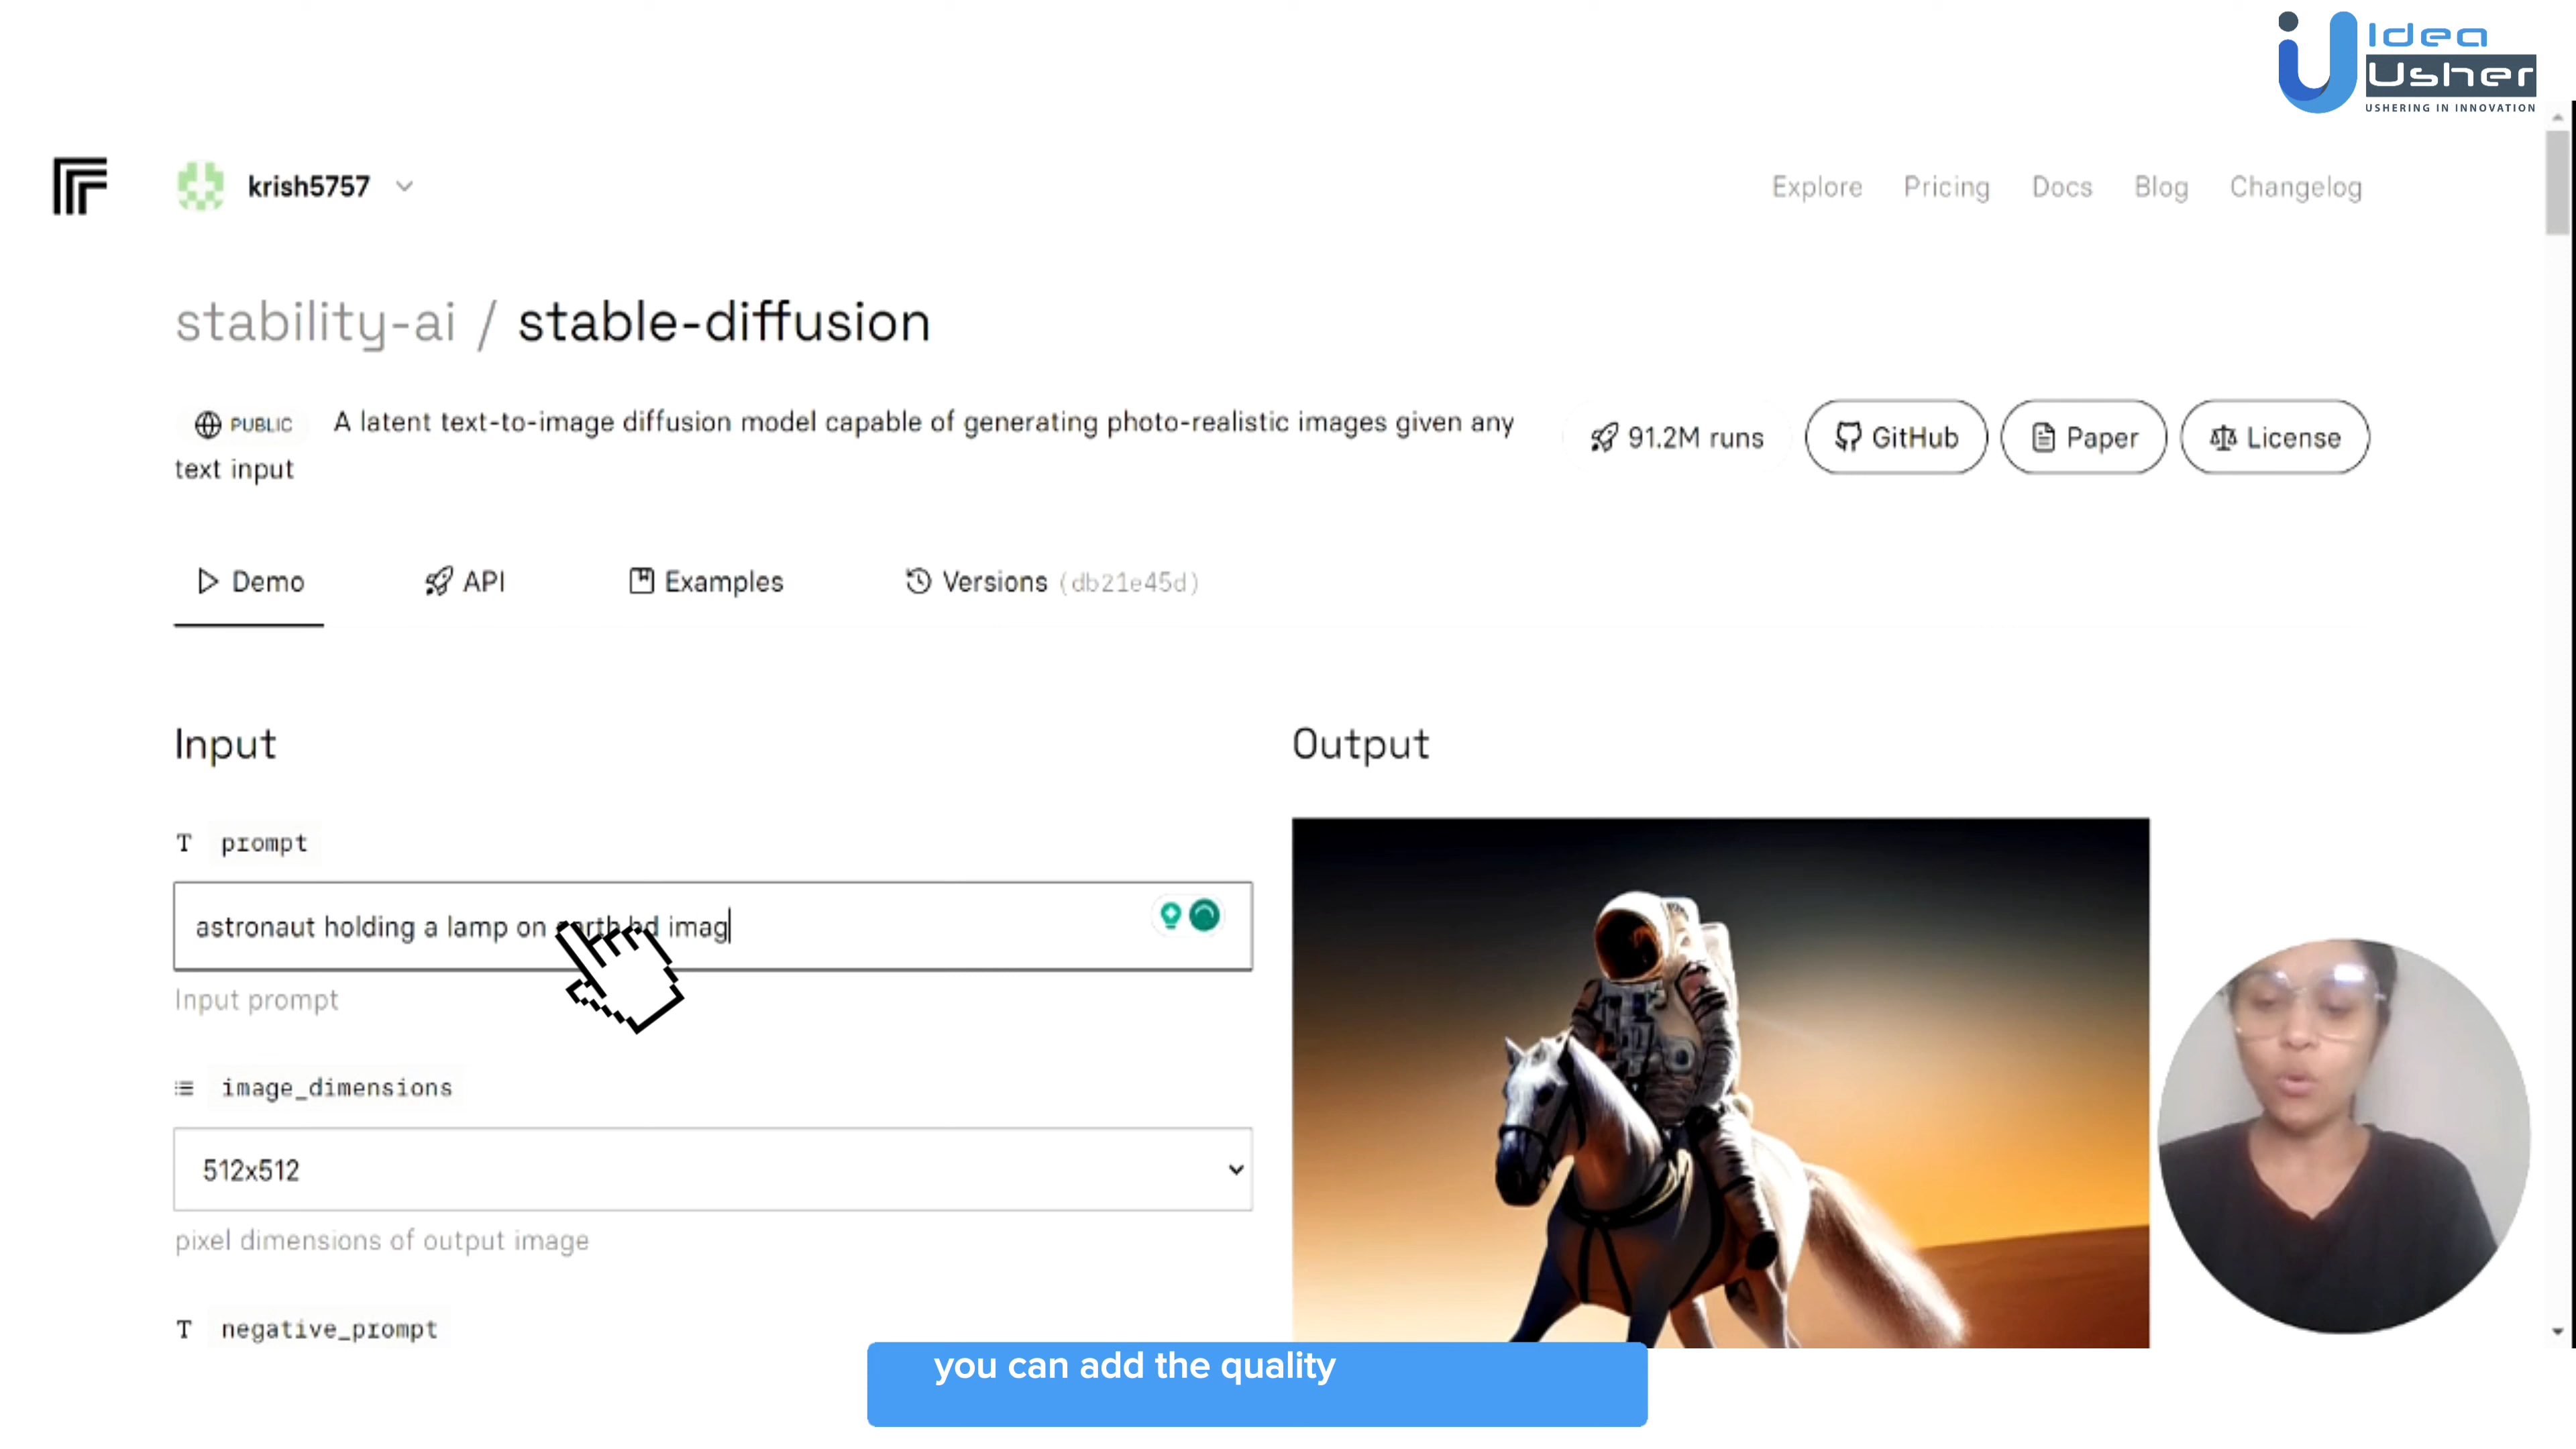 Idea
Usher
USHERING IN INNOVATION
krish5757
Explore Pricing Docs Blog Changelog
stability-ai / stable-diffusion
PUBLIC A latent text-to-image diffusion model capable of generating photo-realistic images given any
text input
91.2M runs GitHub Paper License
Demo API Examples Versions (db21e45d)
Input
Output
T prompt
astronaut holding a lamp on imag
Input prompt
image_dimensions
512x512
pixel dimensions of output image
T negative_prompt
you can add the quality